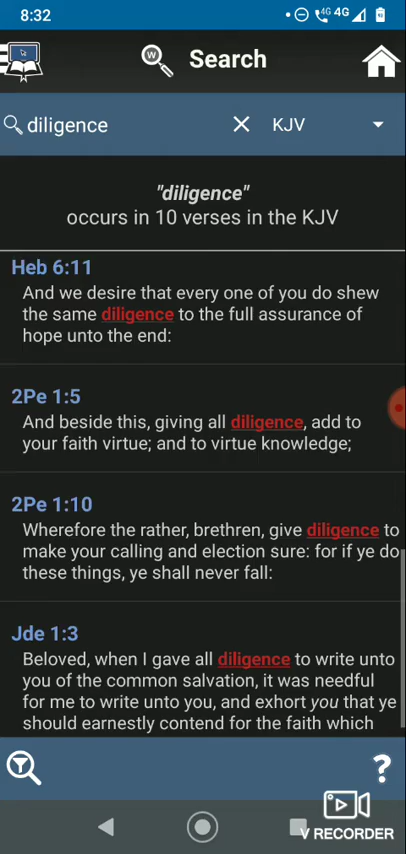 8:32
4G 4G
Search
diligence
KJV
"diligence"
occurs in 10 verses in the KJV
Heb 6:11
And we desire that every one of you do shew
the same diligence to the full assurance of
hope unto the end:
2Pe 1:5
And beside this, giving all diligence, add to
your faith virtue; and to virtue knowledge;
2Pe 1:10
Wherefore the rather, brethren, give diligence to
make your calling and election sure: for if ye do
these things, ye shall never fall:
Jde 1:3
Beloved, when I gave all diligence to write unto
you of the common salvation, it was needful
for me to write unto you, and exhort you that ye
should earnestly contend for the faith which
?
V RECORDER